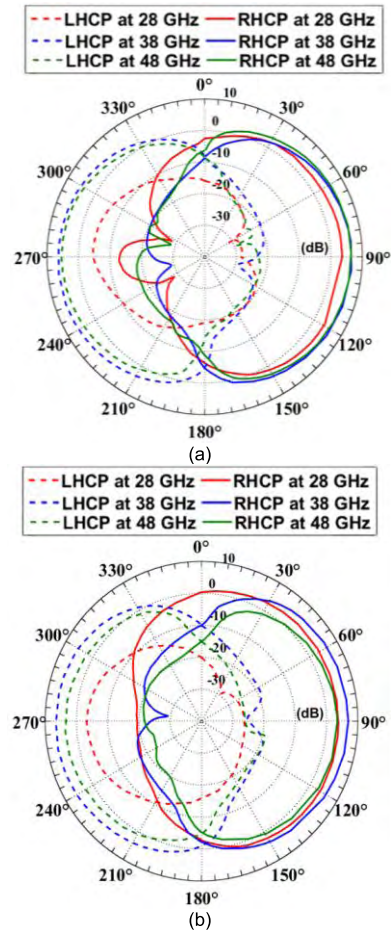 LHCP at 28 GHz RHCP at 28 GHz
LHCP at 38 GHz RHCP at 38 GHz
LHCP at 48 GHz RHCP at 48 GHz
0°
330° 10 30°
0
-10
300° -20 60°
-30
270° (dB) 90°
240° 120°
210° 150°
180°
(a)
LHCP at 28 GHz RHCP at 28 GHz
LHCP at 38 GHz RHCP at 38 GHz
LHCP at 48 GHz RHCP at 48 GHz
0°
330° 10 30°
0
-10
300° -20 60°
-30
270° (dB) 90°
240° 120°
210° 150°
180°
(b)